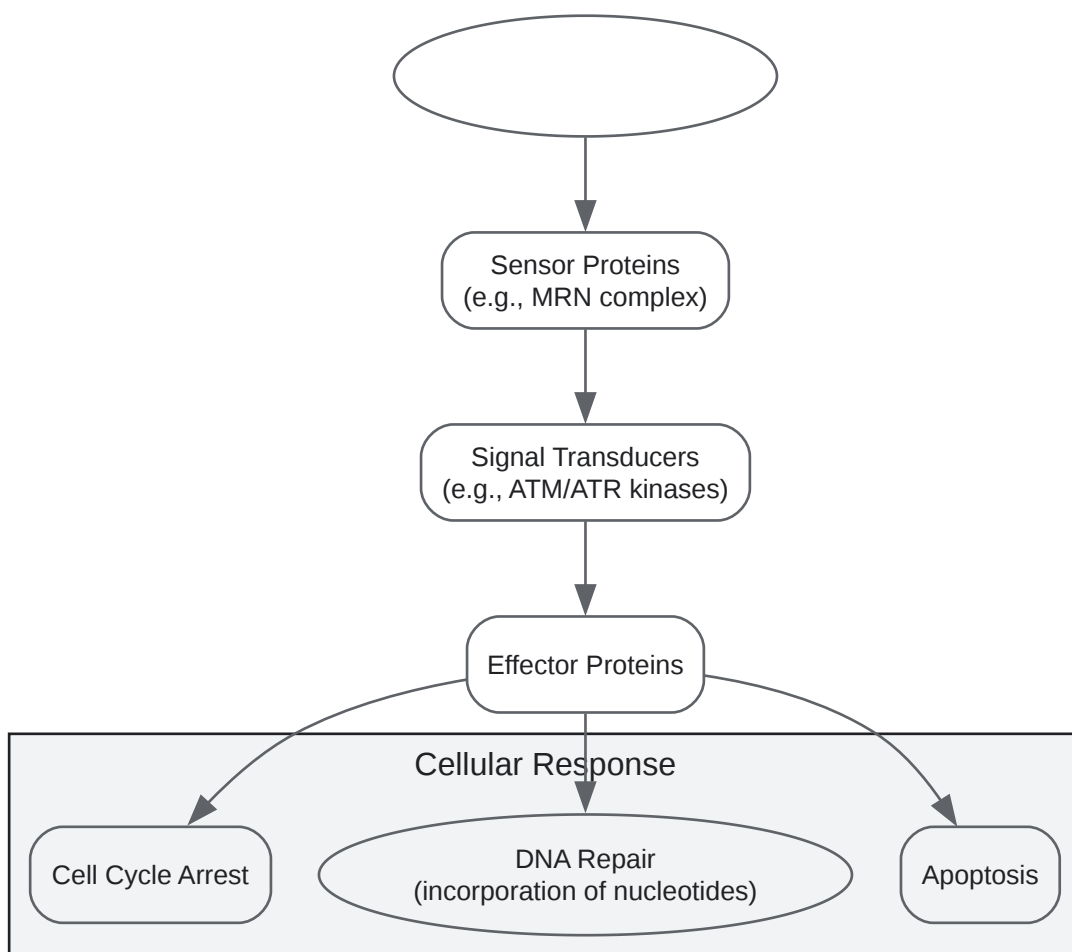 Sensor Proteins
(e.g., MRN complex)
Signal Transducers
(e.g., ATM/ATR kinases)
Effector Proteins
Cellular Response
Cell Cycle Arrest
DNA Repair
(incorporation of nucleotides)
Apoptosis